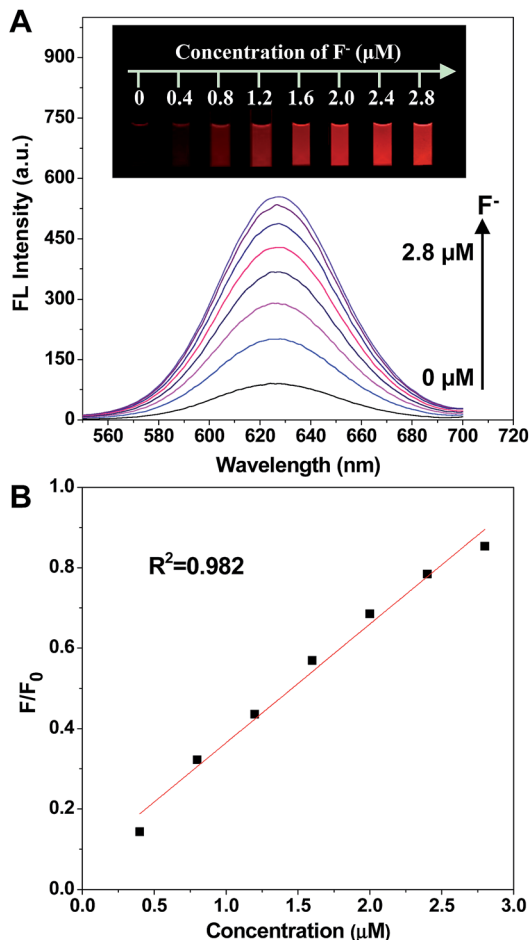 A
Concentration of F⁻ (μM)
0 0.4 0.8 1.2 1.6 2.0 2.4 2.8
F⁻
2.8 μM
0 μM
FL Intensity (a.u.)
900
750
600
450
300
150
0
560 580 600 620 640 660 680 700 720
Wavelength (nm)
B
R²=0.982
F/F₀
1.0
0.8
0.6
0.4
0.2
0.0
0.0 0.5 1.0 1.5 2.0 2.5 3.0
Concentration (μM)